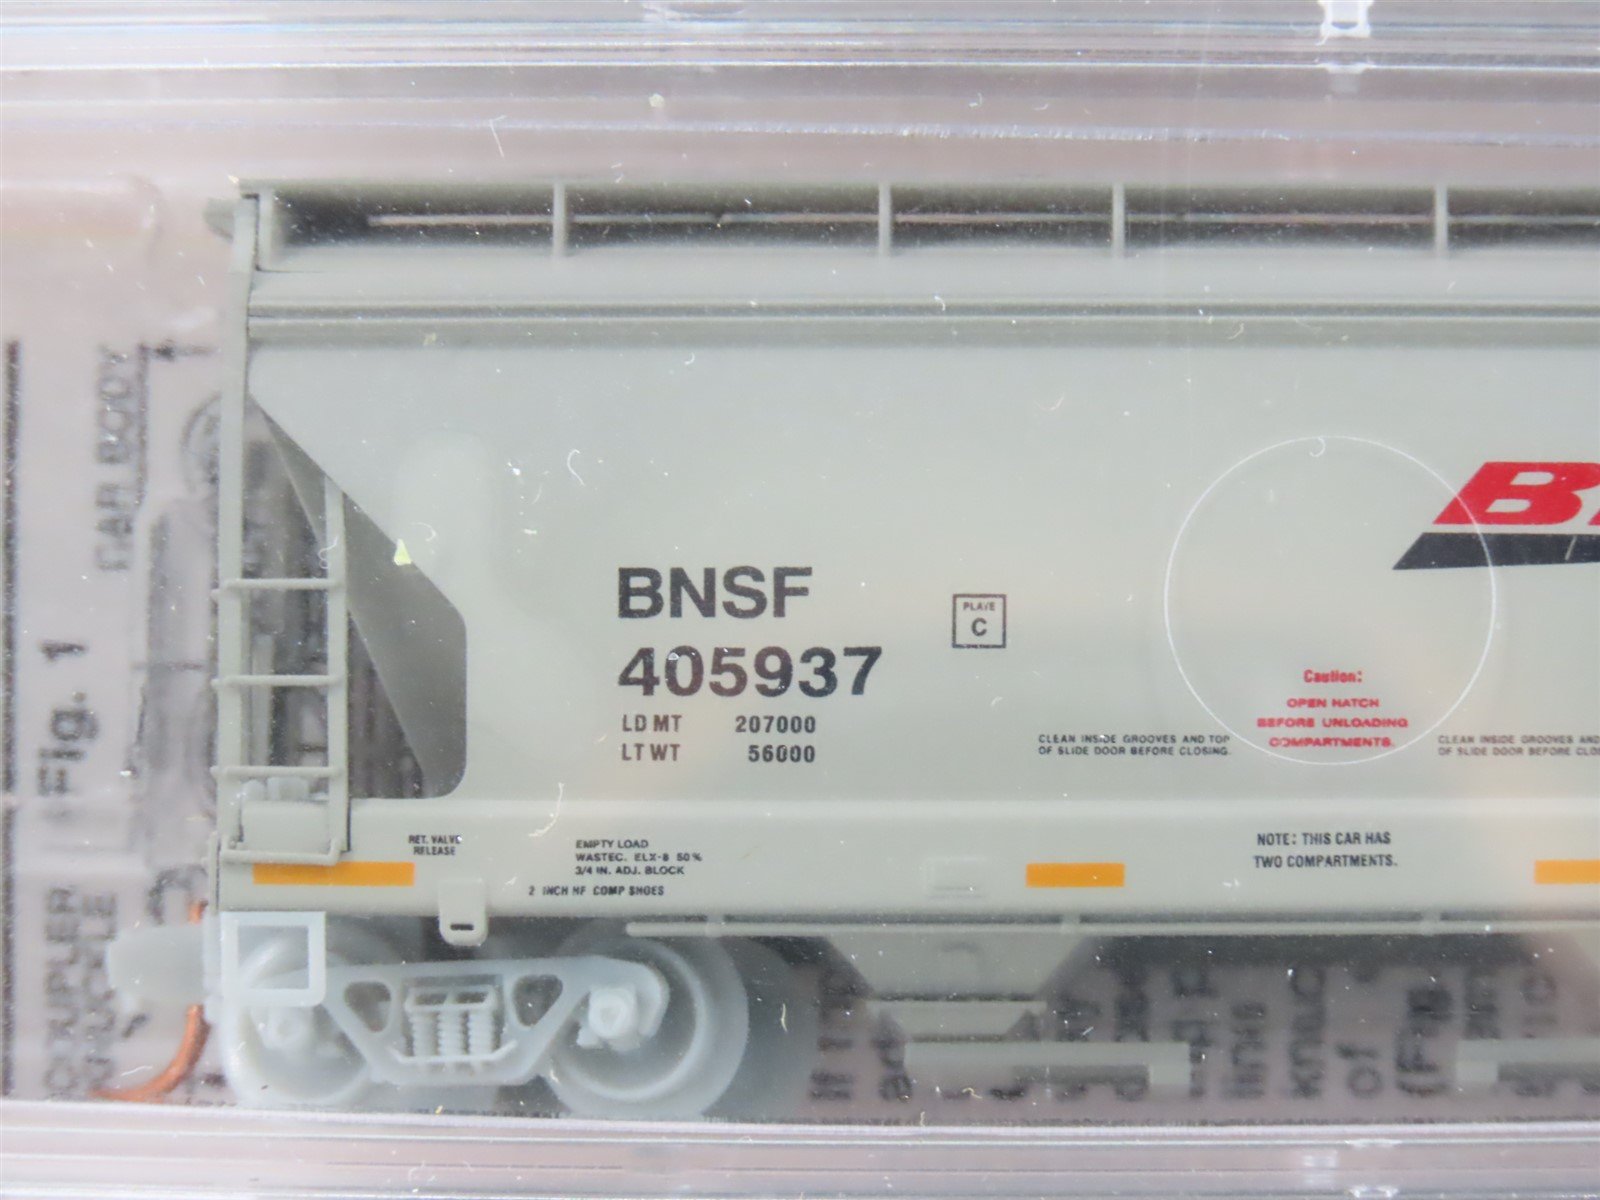 BNSF
405937
LD MT 207000
LT WT 56000
PLATE
C
Caution:
OPEN HATCH
BEFORE UNLOADING
COMPARTMENTS.
CLEAN INSIDE GROOVES AND TOP
OF SLIDE DOOR BEFORE CLOSING.
CLEAN INSIDE GROOVES AND
OF SLIDE DOOR BEFORE
RET. VALVE
RELEASE
EMPTY LOAD
WASTEC. ELX-B 50%
3/4 IN. ADJ. BLOCK
2 INCH HF COMP SHOES
NOTE: THIS CAR HAS
TWO COMPARTMENTS.
CAR BODY
Fig. 1
COUPLER
KNUCKLE
of
(Fig